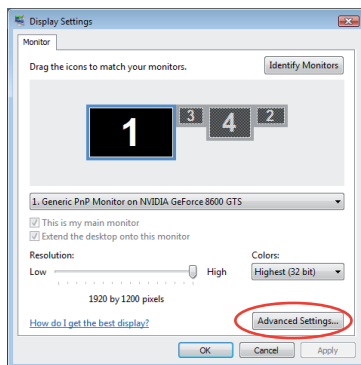 Display Settings
Monitor
Drag the icons to match your monitors.
Identify Monitors
1 3 4 2
1. Generic PnP Monitor on NVIDIA GeForce 8600 GTS
This is my main monitor
Extend the desktop onto this monitor
Resolution:
Colors:
Low High Highest (32 bit)
1920 by 1200 pixels
How do I get the best display?
Advanced Settings...
OK Cancel Apply